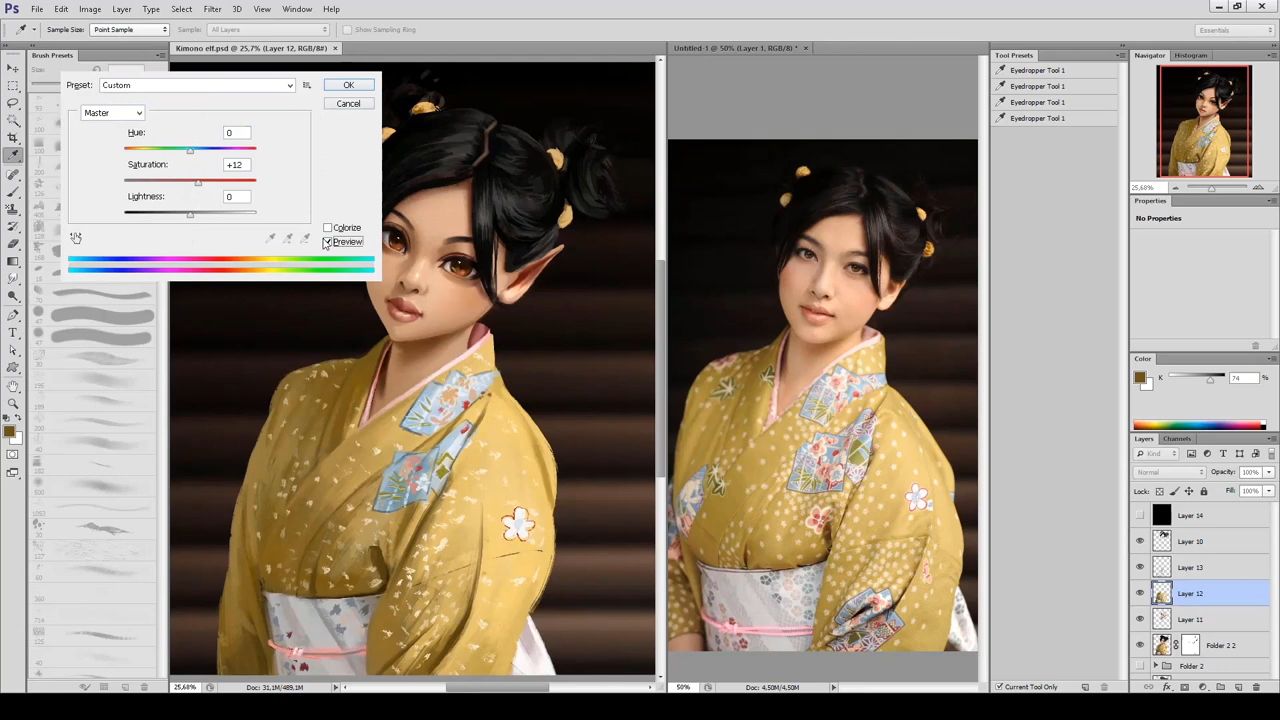 Ps File Edit Image Layer Type Select Filter 3D View Window Help
Sample Size: Point Sample Sample: All Layers Show Sampling Ring Essentials
Brush Presets
Size:
Kimono elf.psd @ 25,7% (Layer 12, RGB/8#) ×
Untitled-1 @ 50% (Layer 1, RGB/8) * ×
Preset: Custom
OK
Cancel
Master
Hue: 0
Saturation: +12
Lightness: 0
Colorize
Preview
Tool Presets
Eyedropper Tool 1
Eyedropper Tool 1
Eyedropper Tool 1
Eyedropper Tool 1
Current Tool Only
Navigator Histogram
25,68%
Properties
No Properties
Color
K 74 %
Layers Channels
Kind
Normal Opacity: 100%
Lock: Fill: 100%
Layer 14
Layer 10
Layer 13
Layer 12
Layer 11
Folder 2 2
Folder 2
25,68% Doc: 31,1M/489,1M
50% Doc: 4,50M/4,50M